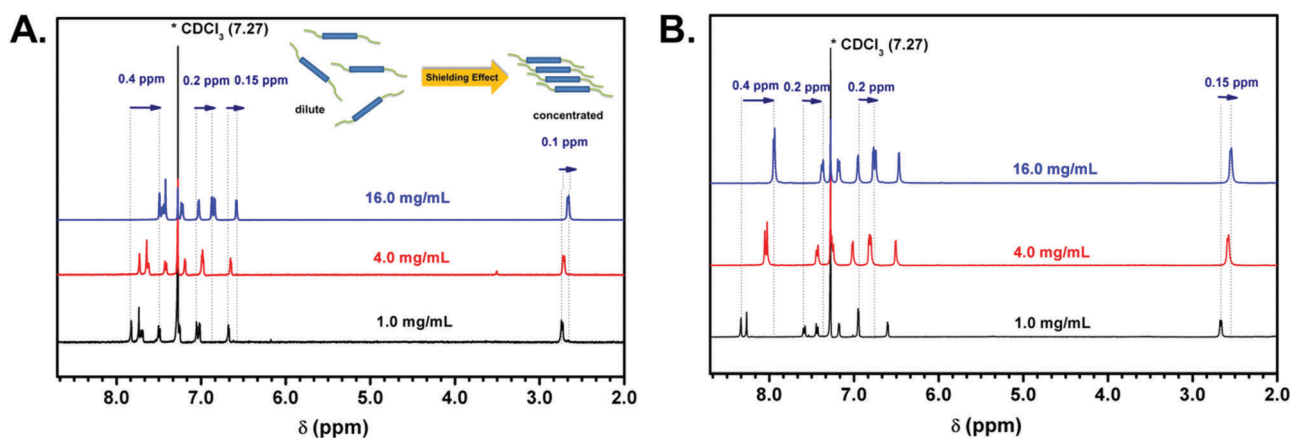 A.
* CDCl3 (7.27)
0.4 ppm
0.2 ppm
0.15 ppm
dilute
Shielding Effect
concentrated
0.1 ppm
16.0 mg/mL
4.0 mg/mL
1.0 mg/mL
8.0 7.0 6.0 5.0 4.0 3.0 2.0
δ (ppm)
B.
* CDCl3 (7.27)
0.4 ppm
0.2 ppm
0.2 ppm
0.15 ppm
16.0 mg/mL
4.0 mg/mL
1.0 mg/mL
8.0 7.0 6.0 5.0 4.0 3.0 2.0
δ (ppm)